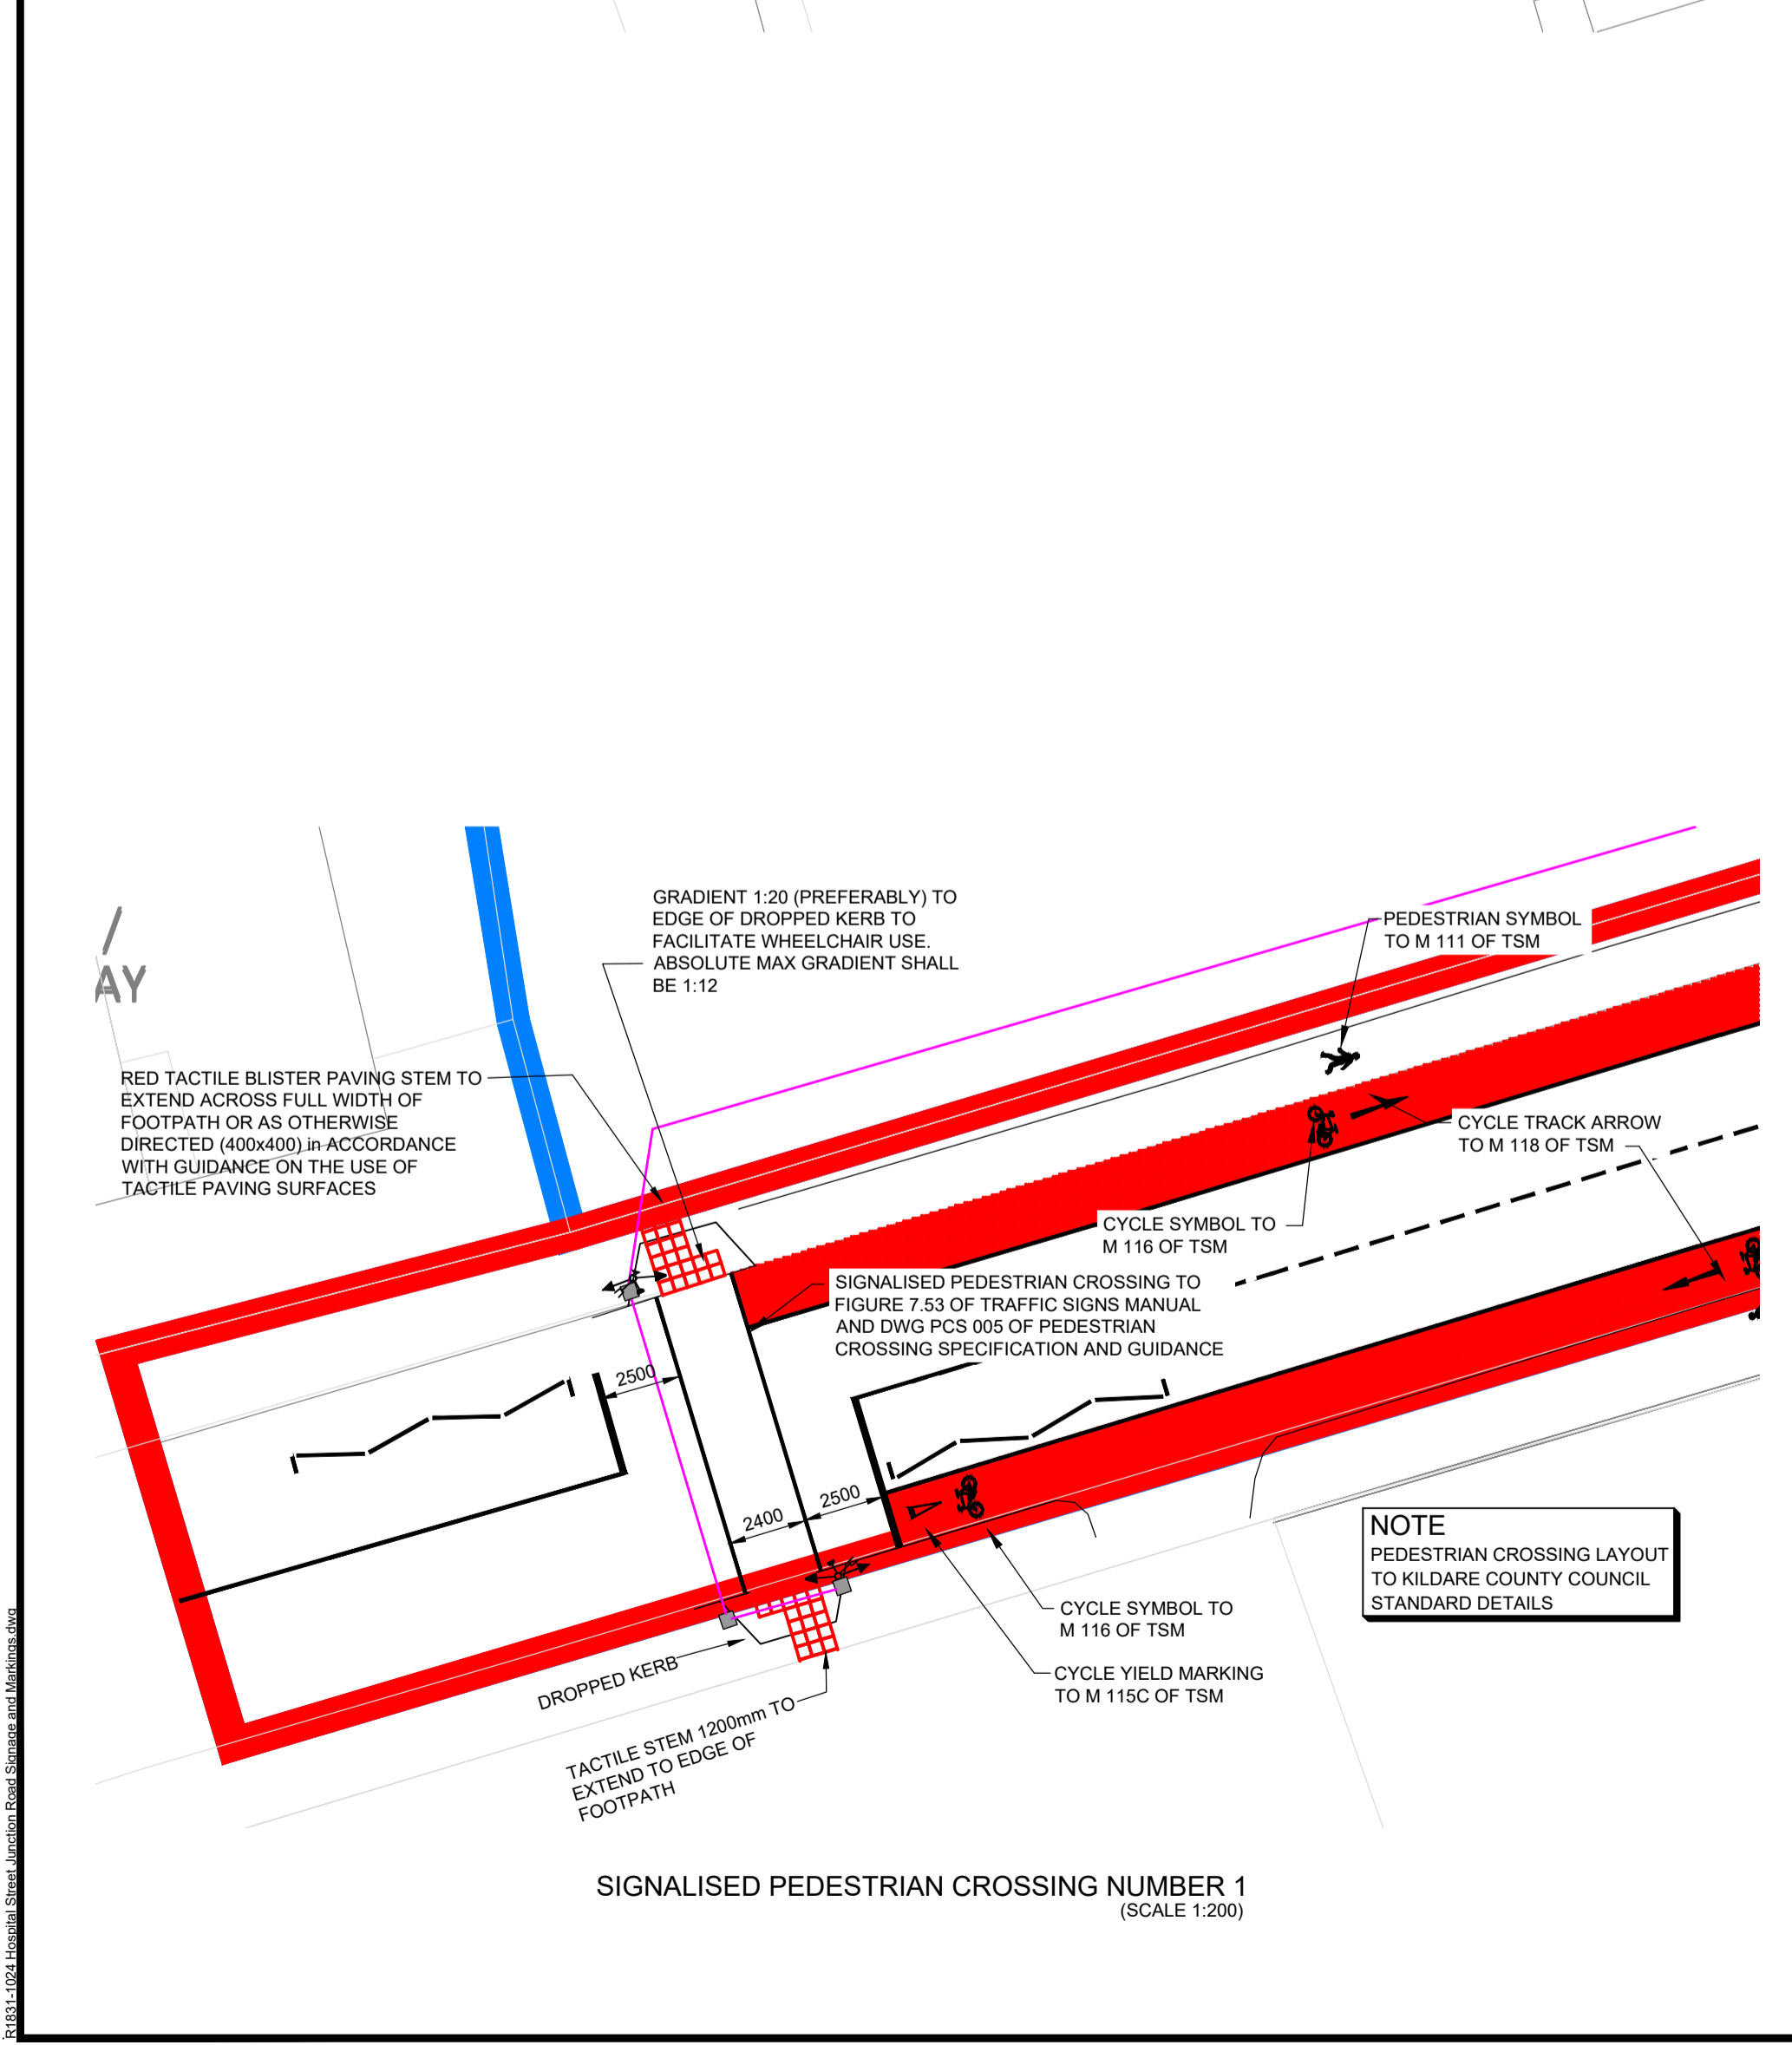 GRADIENT 1:20 (PREFERABLY) TO
EDGE OF DROPPED KERB TO
FACILITATE WHEELCHAIR USE.
ABSOLUTE MAX GRADIENT SHALL
BE 1:12
PEDESTRIAN SYMBOL
TO M 111 OF TSM
/
AY
RED TACTILE BLISTER PAVING STEM TO
EXTEND ACROSS FULL WIDTH OF
FOOTPATH OR AS OTHERWISE
DIRECTED (400x400) in ACCORDANCE
WITH GUIDANCE ON THE USE OF
TACTILE PAVING SURFACES
CYCLE TRACK ARROW
TO M 118 OF TSM
CYCLE SYMBOL TO
M 116 OF TSM
SIGNALISED PEDESTRIAN CROSSING TO
FIGURE 7.53 OF TRAFFIC SIGNS MANUAL
AND DWG PCS 005 OF PEDESTRIAN
CROSSING SPECIFICATION AND GUIDANCE
2500
2500
2400
NOTE
PEDESTRIAN CROSSING LAYOUT
TO KILDARE COUNTY COUNCIL
STANDARD DETAILS
CYCLE SYMBOL TO
M 116 OF TSM
CYCLE YIELD MARKING
TO M 115C OF TSM
DROPPED KERB
TACTILE STEM 1200mm TO
EXTEND TO EDGE OF
FOOTPATH
SIGNALISED PEDESTRIAN CROSSING NUMBER 1
(SCALE 1:200)
R1831-1024 Hospital Street Junction Road Signage and Markings.dwg